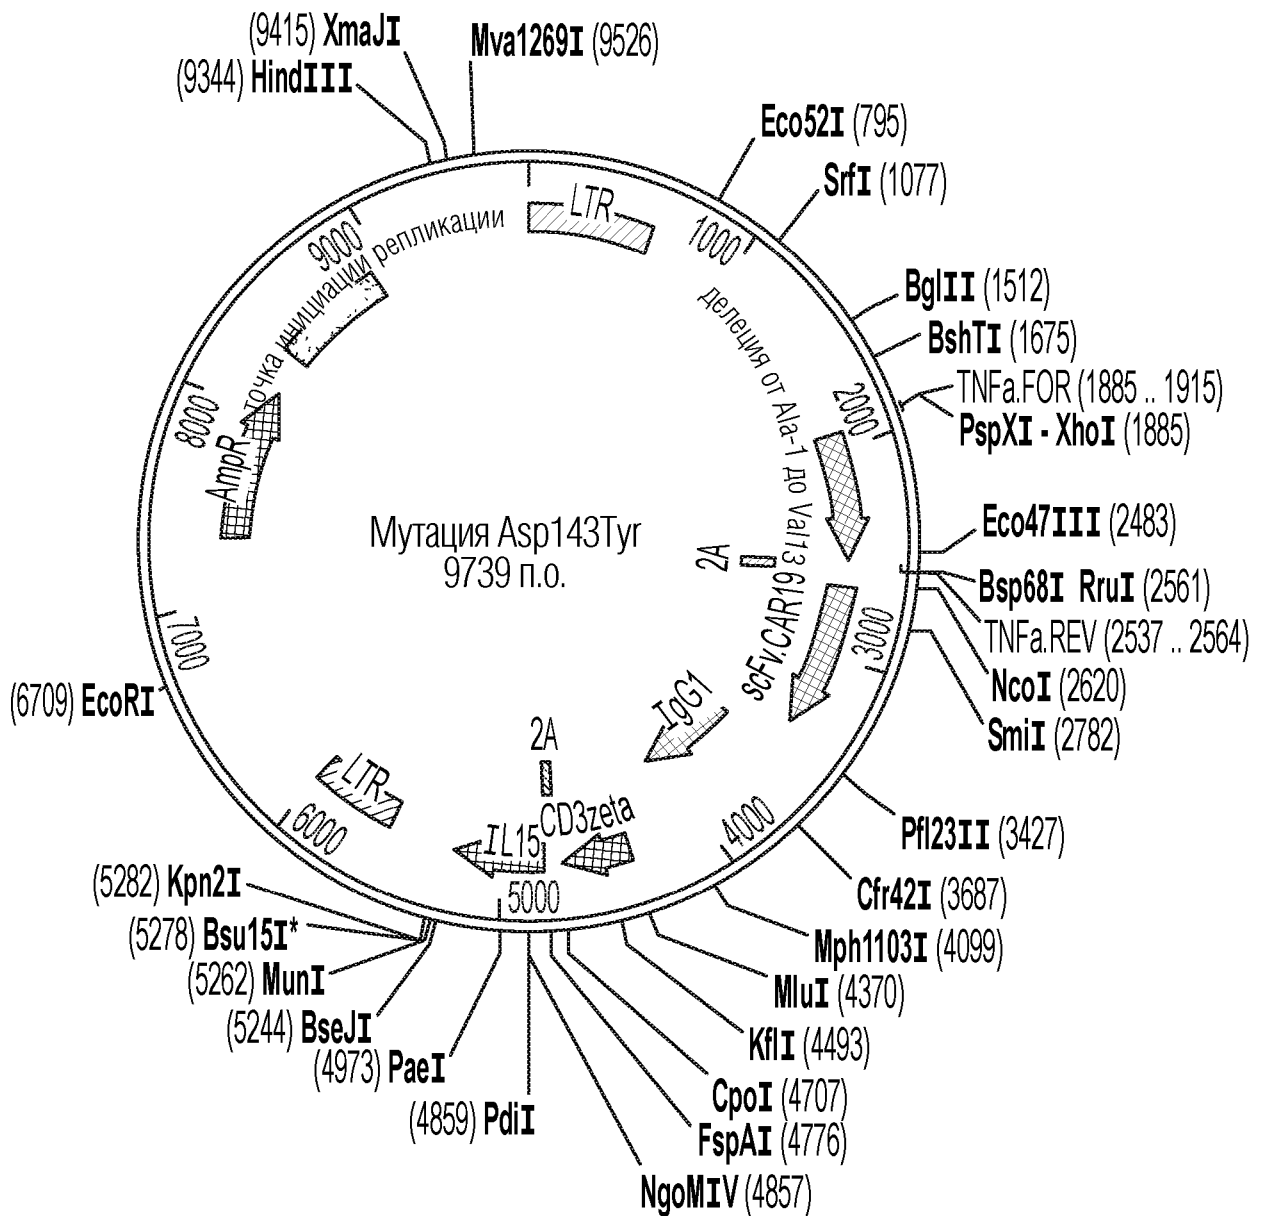 (9415) XmaJI
Mva1269I (9526)
(9344) HindIII
Eco52I (795)
SrfI (1077)
BglII (1512)
BshTI (1675)
TNFa.FOR (1885 .. 1915)
PspXI - XhoI (1885)
Eco47III (2483)
Bsp68I RruI (2561)
TNFa.REV (2537 .. 2564)
NcoI (2620)
SmiI (2782)
Pfl23II (3427)
Cfr42I (3687)
Mph1103I (4099)
MluI (4370)
KflI (4493)
CpoI (4707)
FspAI (4776)
NgoMIV (4857)
(4859) PdiI
(4973) PaeI
(5244) BseJI
(5262) MunI
(5278) Bsu15I*
(5282) Kpn2I
(6709) EcoRI
LTR
1000
делеция от Ala-1 до Val13
2000
2A
scFv.CAR19 6
3000
IgG1
4000
2A
CD3zeta
IL15
5000
LTR
6000
7000
AmpR
8000
точка инициации репликации
9000
Мутация Asp143Tyr
9739 п.о.